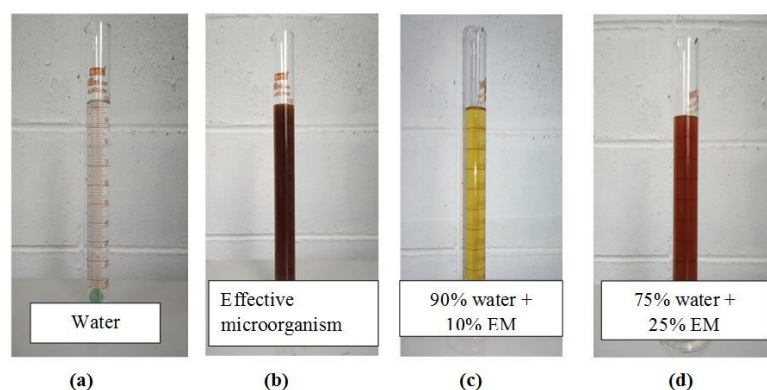 Water
Effective
microorganism
90% water +
10% EM
75% water +
25% EM
(a)
(b)
(c)
(d)